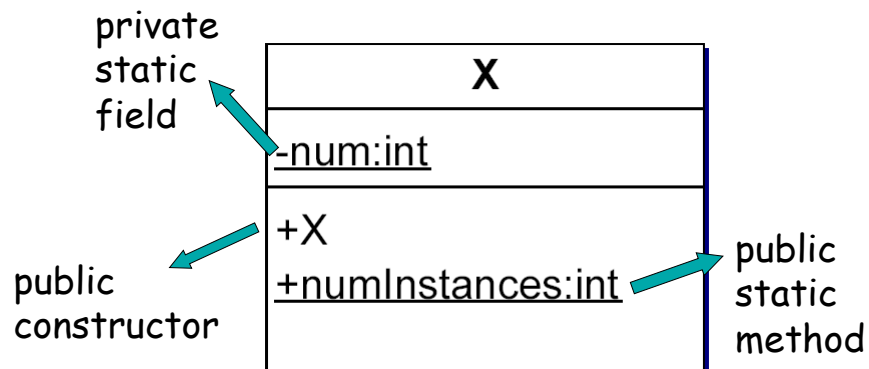 private
static
field
X
-num:int
+X
+numInstances:int
public
constructor
public
static
method